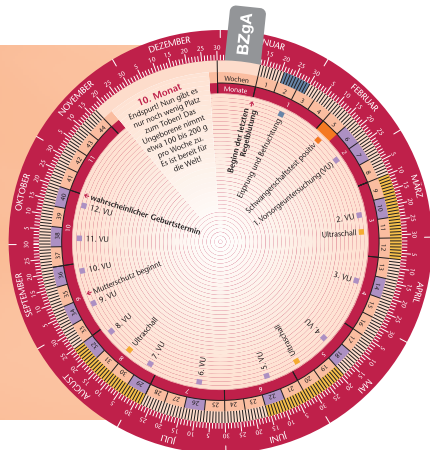 BZgA
NUAR
FEBRUAR
MÄRZ
APRIL
MAI
JUNI
JULI
AUGUST
SEPTEMBER
OKTOBER
NOVEMBER
DEZEMBER
Wochen
Monate
10. Monat
Endspurt! Nun gibt es
nur noch wenig Platz
zum Toben! Das
Ungeborene nimmt
etwa 100 bis 200 g
pro Woche zu.
Es ist bereit für
die Welt!
Beginn der letzten
Regelblutung
Eisprung und Befruchtung
Schwangerschaftstest positiv
1. Vorsorgeuntersuchung (VU)
2. VU
Ultraschall
3. VU
4. VU
Ultraschall
5. VU
6. VU
7. VU
Ultraschall
8. VU
9. VU
Mutterschutz beginnt
10. VU
11. VU
12. VU
wahrscheinlicher Geburtstermin